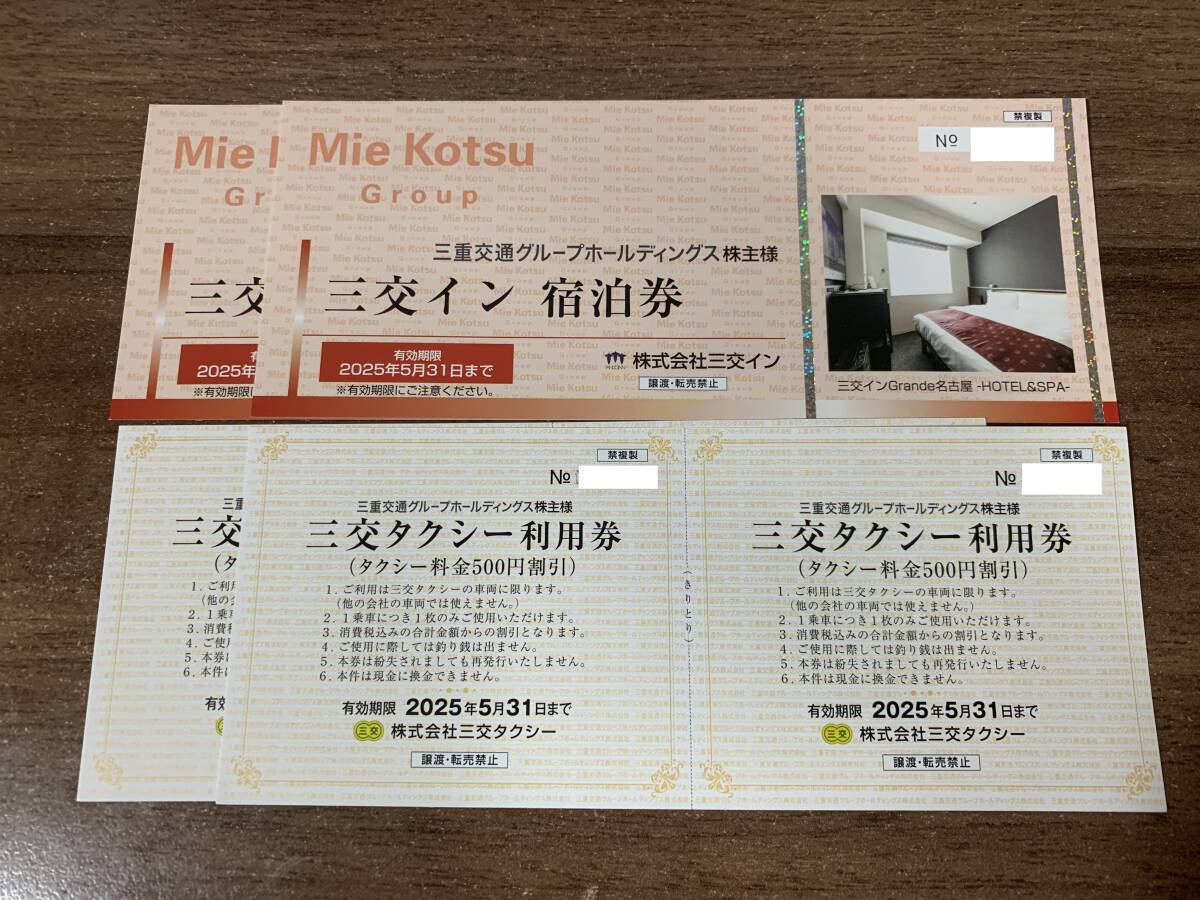 Mie Kotsu
Group
三重交通グループホールディングス株主様
三交イン 宿泊券
有効期限
2025年5月31日まで
※有効期限にご注意ください。
株式会社三交イン
譲渡・転売禁止
禁複製
№
三交インGrande名古屋 -HOTEL&SPA-
Mie
Gr
三交
2025年
※有効期限
禁複製
№
三重交通グループホールディングス株主様
三交タクシー利用券
(タクシー料金500円割引)
1. ご利用は三交タクシーの車両に限ります。
(他の会社の車両では使えません。)
2. 1乗車につき1枚のみご使用いただけます。
3. 消費税込みの合計金額からの割引となります。
4. ご使用に際しては釣り銭は出ません。
5. 本券は紛失されましても再発行いたしません。
6. 本件は現金に換金できません。
有効期限 2025年5月31日まで
三交 株式会社三交タクシー
譲渡・転売禁止
(きりとり)
禁複製
№
三重交通グループホールディングス株主様
三交タクシー利用券
(タクシー料金500円割引)
1. ご利用は三交タクシーの車両に限ります。
(他の会社の車両では使えません。)
2. 1乗車につき1枚のみご使用いただけます。
3. 消費税込みの合計金額からの割引となります。
4. ご使用に際しては釣り銭は出ません。
5. 本券は紛失されましても再発行いたしません。
6. 本件は現金に換金できません。
有効期限 2025年5月31日まで
三交 株式会社三交タクシー
譲渡・転売禁止
三重
三交
(タ
1. ご利用
(他の会
2. 1乗車
3. 消費税
4. ご使用
5. 本券は
6. 本件は
有効